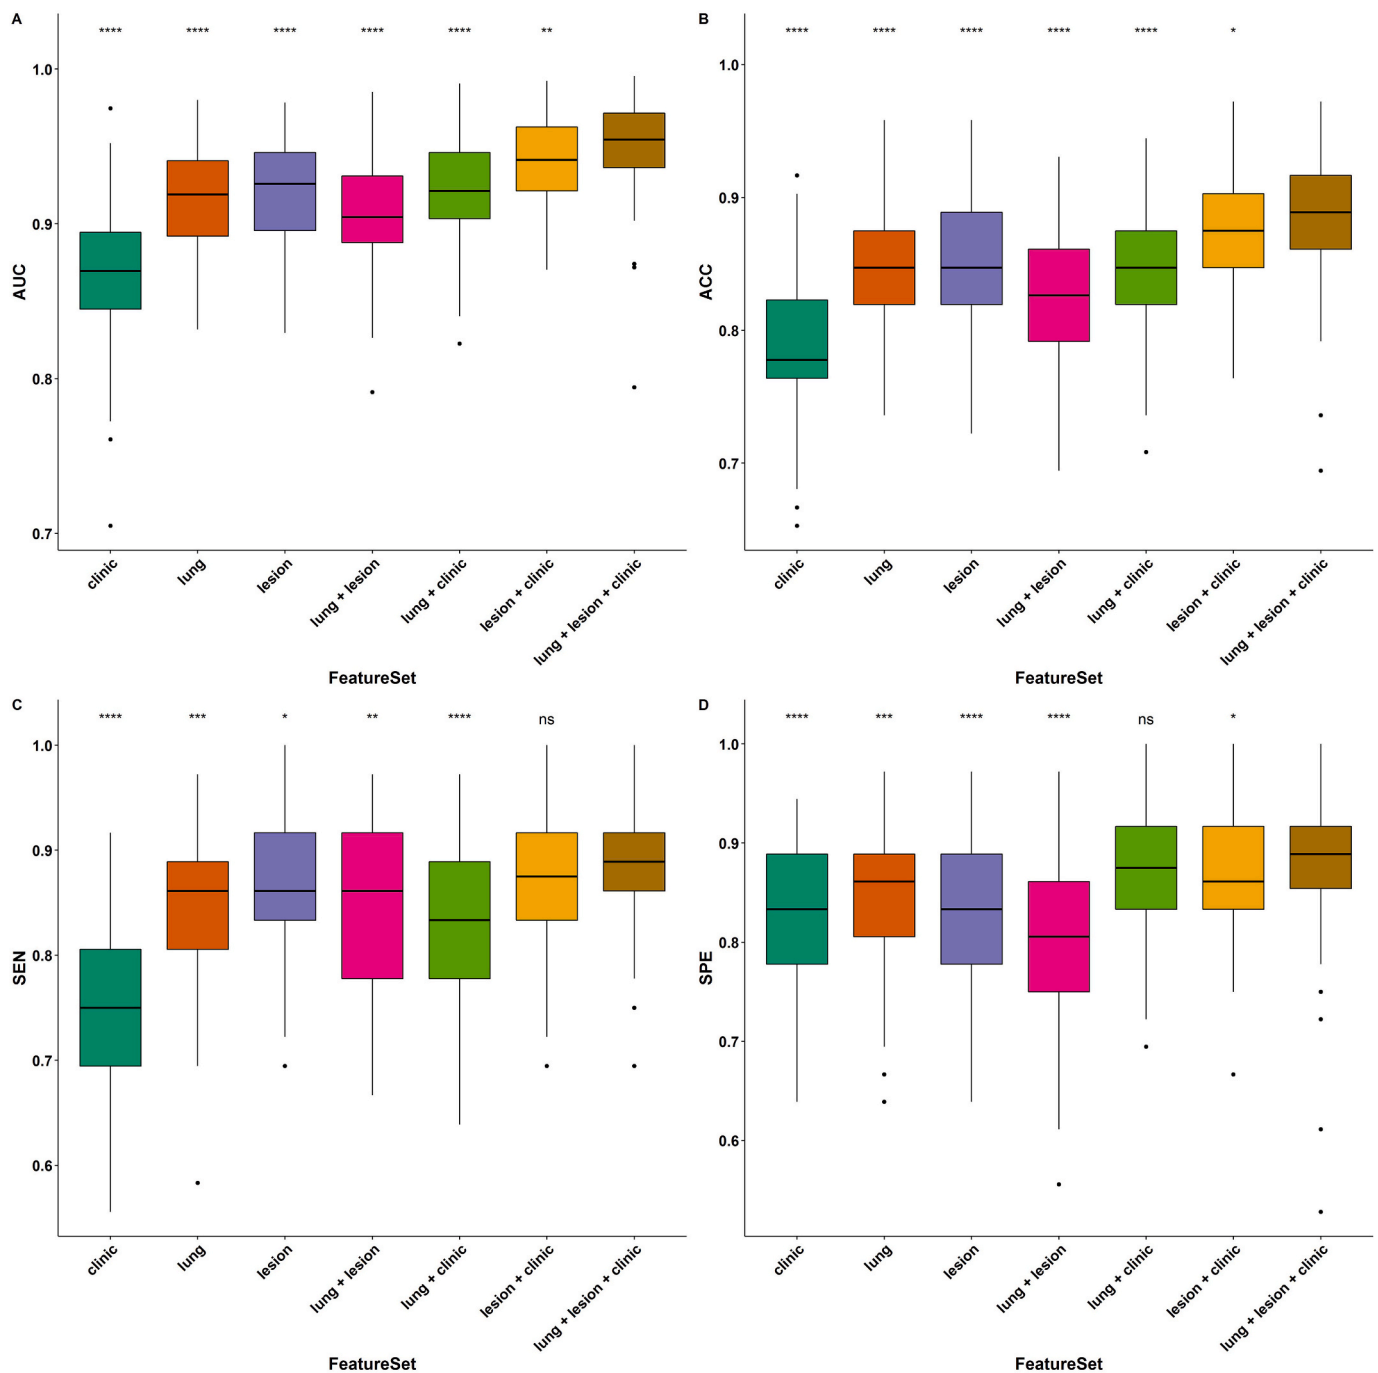 A
**** **** **** **** **** **
1.0
0.9
0.8
0.7
AUC
clinic
lung
lesion
lung + lesion
lung + clinic
lesion + clinic
lung + lesion + clinic
FeatureSet
B
**** **** **** **** **** *
1.0
0.9
0.8
0.7
ACC
clinic
lung
lesion
lung + lesion
lung + clinic
lesion + clinic
lung + lesion + clinic
FeatureSet
C
**** *** * ** **** ns
1.0
0.9
0.8
0.7
0.6
SEN
clinic
lung
lesion
lung + lesion
lung + clinic
lesion + clinic
lung + lesion + clinic
FeatureSet
D
**** *** **** **** ns *
1.0
0.9
0.8
0.7
0.6
SPE
clinic
lung
lesion
lung + lesion
lung + clinic
lesion + clinic
lung + lesion + clinic
FeatureSet